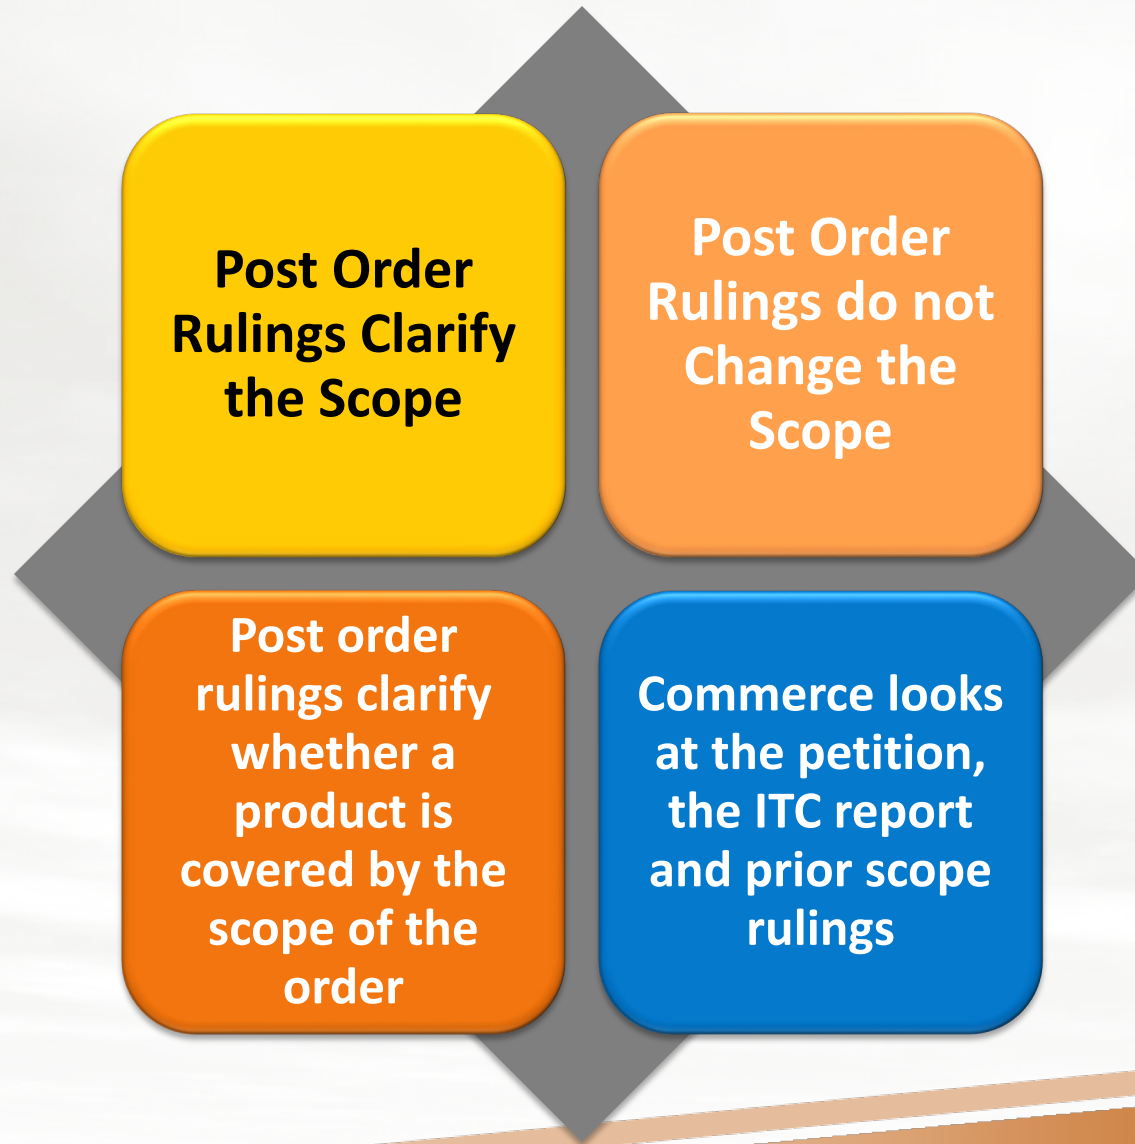 Post Order
Rulings Clarify
the Scope
Post Order
Rulings do not
Change the
Scope
Post order
rulings clarify
whether a
product is
covered by the
scope of the
order
Commerce looks
at the petition,
the ITC report
and prior scope
rulings